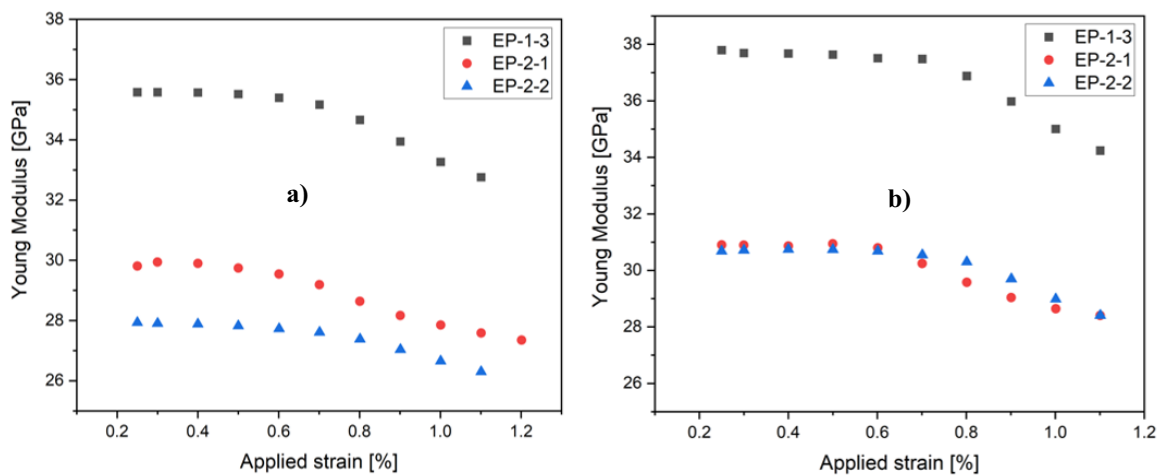 38
36
34
32
30
28
26
Young Modulus [GPa]
EP-1-3
EP-2-1
EP-2-2
a)
0.2 0.4 0.6 0.8 1.0 1.2
Applied strain [%]
38
36
34
32
30
28
26
24
Young Modulus [GPa]
EP-1-3
EP-2-1
EP-2-2
b)
0.2 0.4 0.6 0.8 1.0 1.2
Applied strain [%]